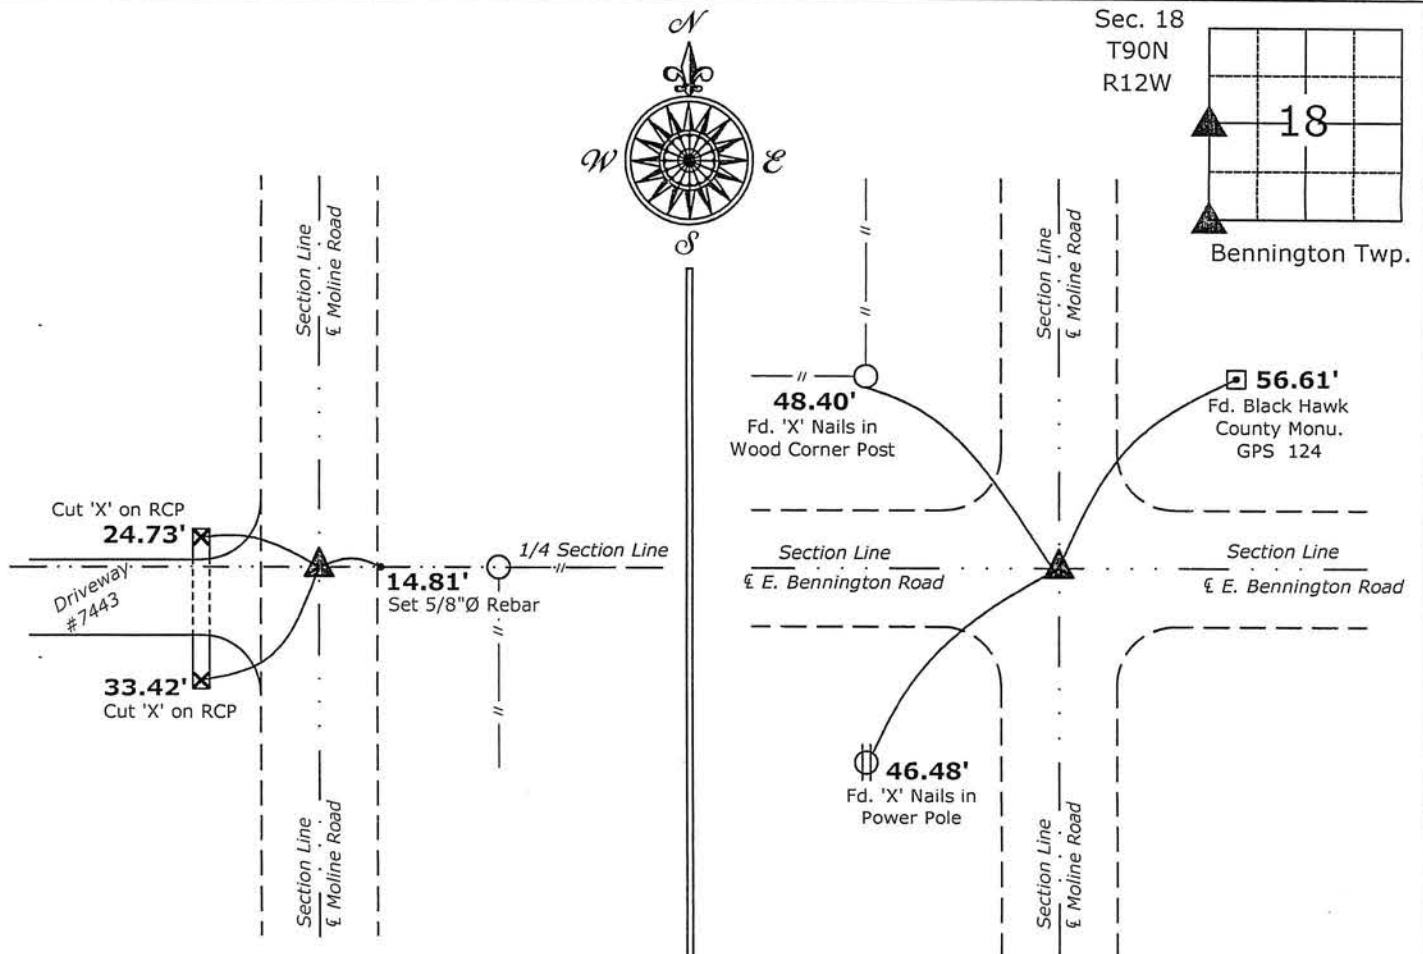 N
W
E
S
Sec. 18
T90N
R12W
18
Bennington Twp.
Section Line
℄ Moline Road
Cut 'X' on RCP
24.73'
Driveway
#7443
33.42'
Cut 'X' on RCP
14.81'
Set 5/8"Ø Rebar
1/4 Section Line
Section Line
℄ Moline Road
Section Line
℄ Moline Road
48.40'
Fd. 'X' Nails in
Wood Corner Post
56.61'
Fd. Black Hawk
County Monu.
GPS 124
Section Line
℄ E. Bennington Road
Section Line
℄ E. Bennington Road
46.48'
Fd. 'X' Nails in
Power Pole
Section Line
℄ Moline Road